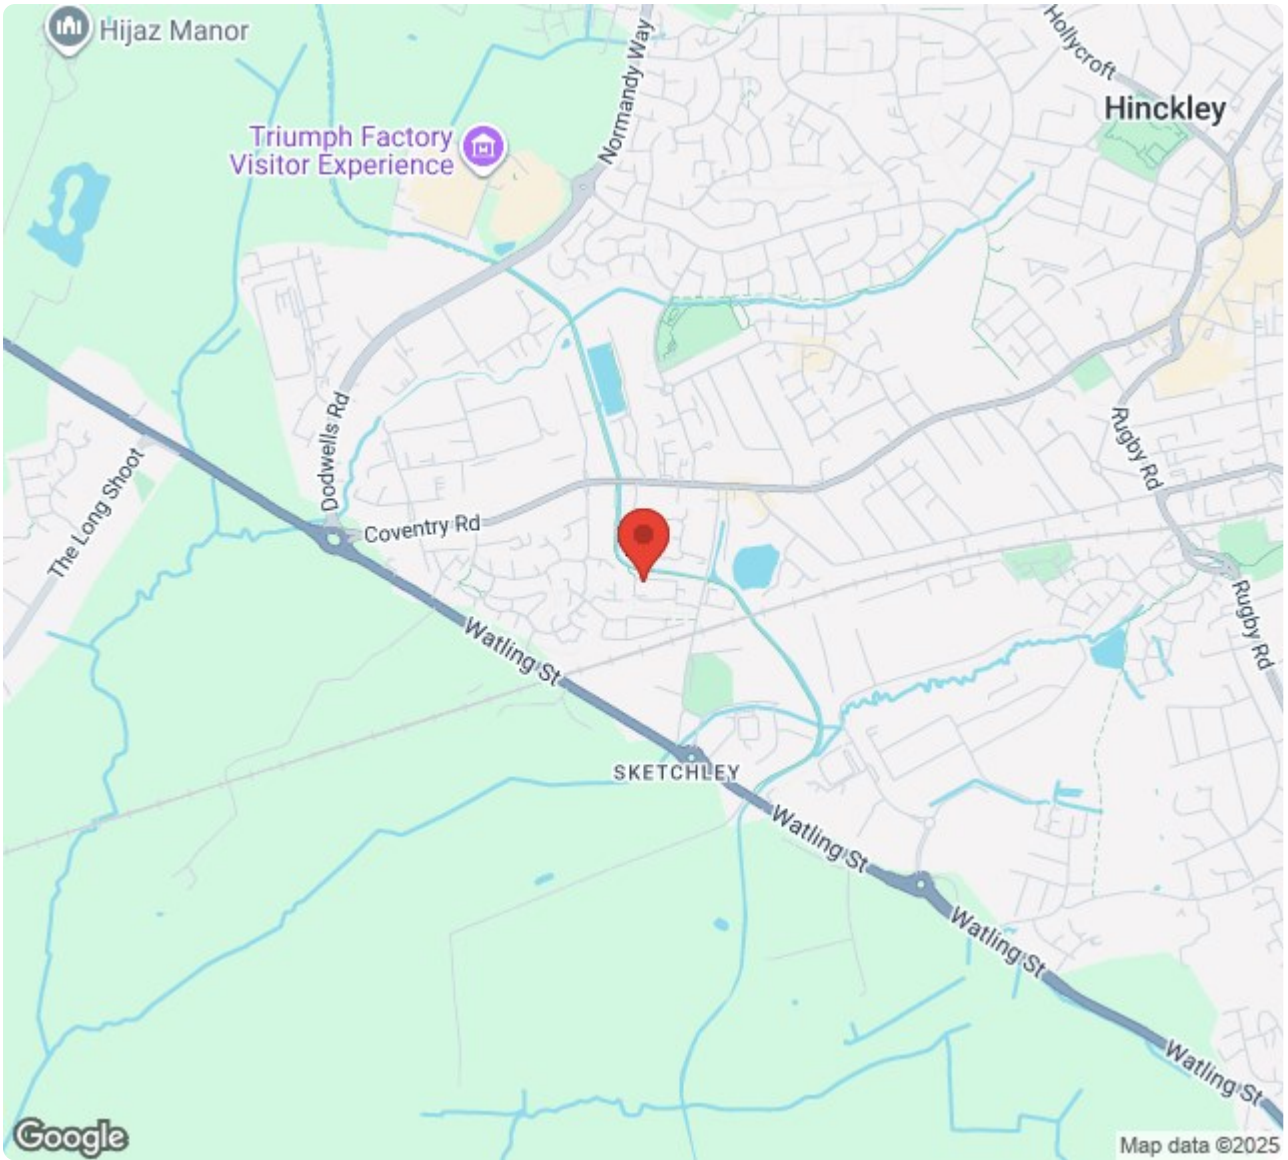 Hijaz Manor
Normandy Way
Hollycroft
Hinckley
Triumph Factory
Visitor Experience
Dodwells Rd
Rugby Rd
The Long Shoot
Coventry Rd
Rugby Rd
Watling St
SKETCHLEY
Watling St
Watling St
Watling St
Google
Map data ©2025